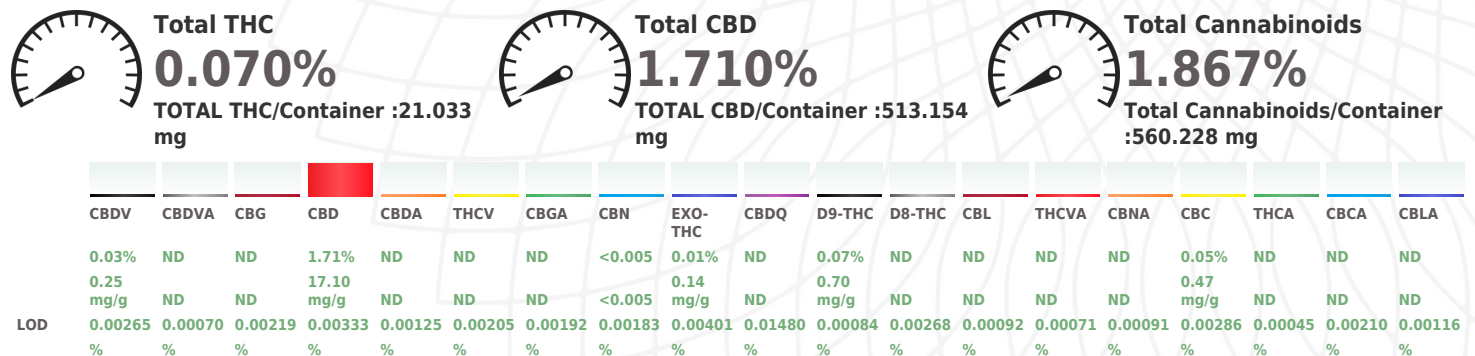 Total THC
0.070%
TOTAL THC/Container :21.033
mg
Total CBD
1.710%
TOTAL CBD/Container :513.154
mg
Total Cannabinoids
1.867%
Total Cannabinoids/Container
:560.228 mg
CBDV CBDVA CBG CBD CBDA THCV CBGA CBN EXO- CBDQ D9-THC D8-THC CBL THCVA CBNA CBC THCA CBCA CBLA
THC
0.03% ND ND 1.71% ND ND ND <0.005 0.01% ND 0.07% ND ND ND ND 0.05% ND ND ND
0.25 17.10 0.14 0.70 0.47
mg/g ND ND mg/g ND ND ND <0.005 mg/g ND mg/g ND ND ND ND mg/g ND ND ND
LOD 0.00265 0.00070 0.00219 0.00333 0.00125 0.00205 0.00192 0.00183 0.00401 0.01480 0.00084 0.00268 0.00092 0.00071 0.00091 0.00286 0.00045 0.00210 0.00116
% % % % % % % % % % % % % % % % % % %